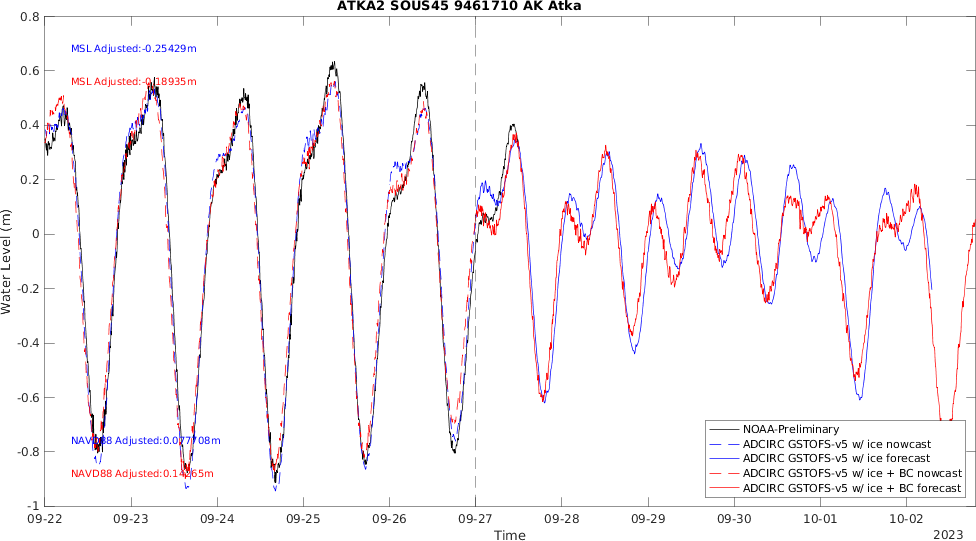 ATKA2 SOUS45 9461710 AK Atka
0.8
0.6
0.4
0.2
0
-0.2
-0.4
-0.6
-0.8
-1
Water Level (m)
MSL Adjusted:-0.25429m
MSL Adjusted:-0.18935m
NAVD88 Adjusted:0.077708m
NAVD88 Adjusted:0.14265m
NOAA-Preliminary
ADCIRC GSTOFS-v5 w/ ice nowcast
ADCIRC GSTOFS-v5 w/ ice forecast
ADCIRC GSTOFS-v5 w/ ice + BC nowcast
ADCIRC GSTOFS-v5 w/ ice + BC forecast
09-22 09-23 09-24 09-25 09-26 09-27 09-28 09-29 09-30 10-01 10-02
Time
2023